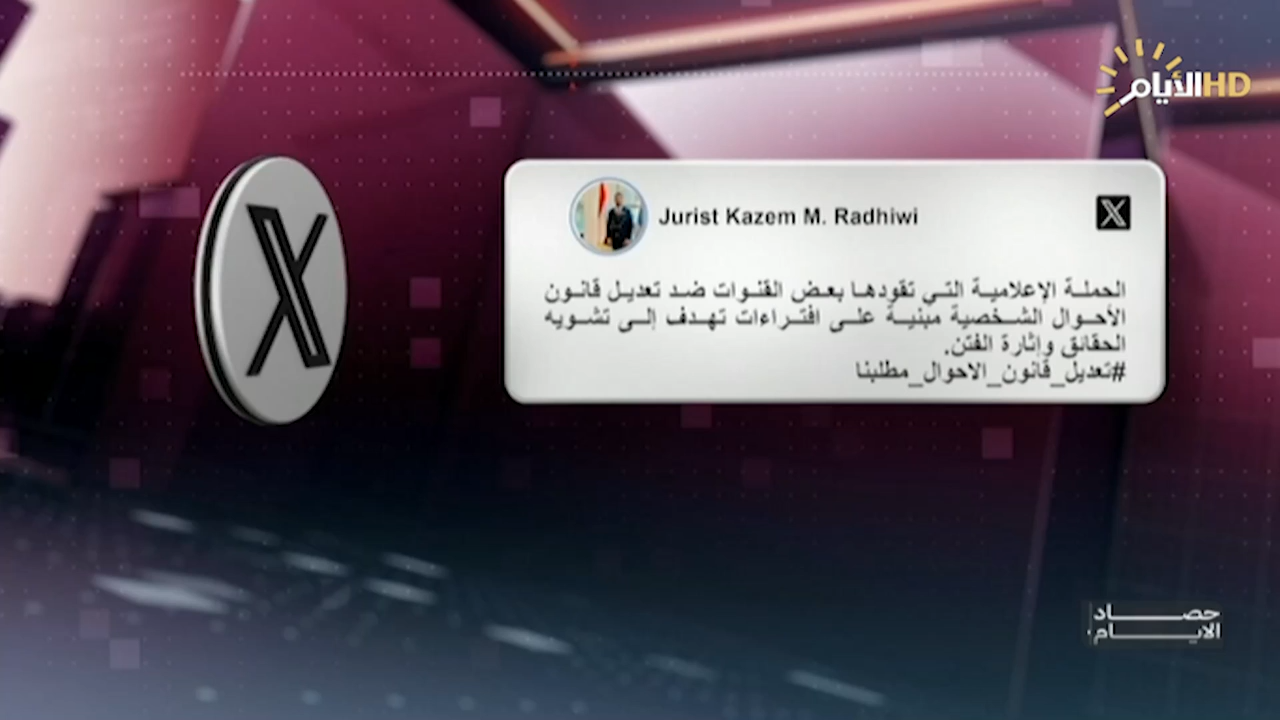 الأيام HD
Jurist Kazem M. Radhiwi
الحملة الإعلامية التي تقودها بعض القنوات ضد تعديل قانون
الأحوال الشخصية مبنية على افتراءات تهدف إلى تشويه
الحقائق وإثارة الفتن.
#تعديل_قانون_الاحوال_مطلبنا
حصاد
الايام